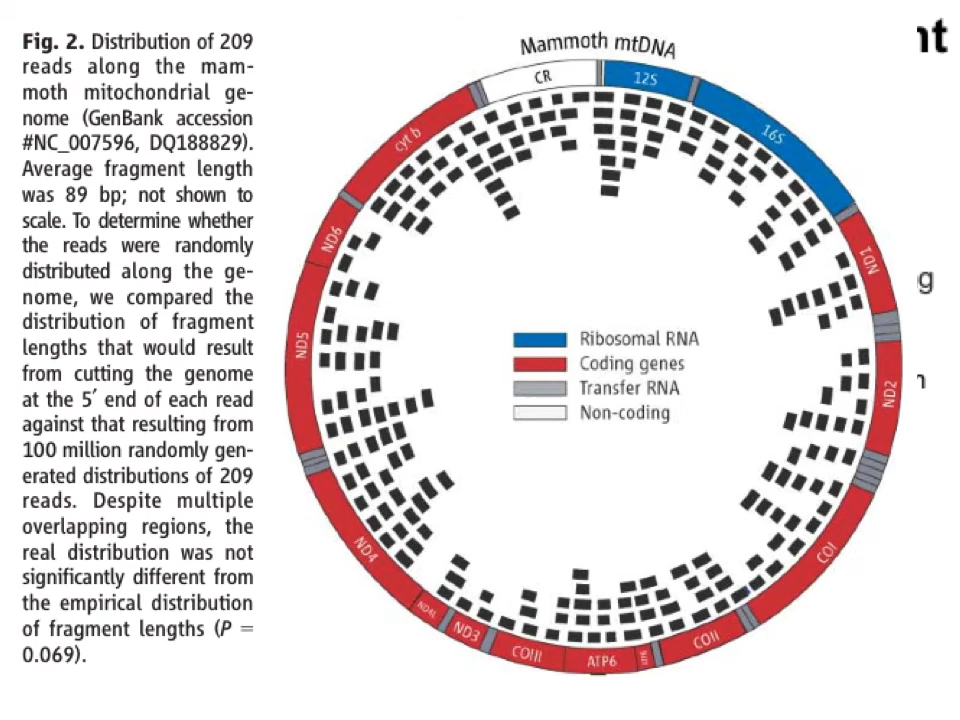 Fig. 2. Distribution of 209
reads along the mam-
moth mitochondrial ge-
nome (GenBank accession
#NC_007596, DQ188829).
Average fragment length
was 89 bp; not shown to
scale. To determine whether
the reads were randomly
distributed along the ge-
nome, we compared the
distribution of fragment
lengths that would result
from cutting the genome
at the 5′ end of each read
against that resulting from
100 million randomly gen-
erated distributions of 209
reads. Despite multiple
overlapping regions, the
real distribution was not
significantly different from
the empirical distribution
of fragment lengths (P =
0.069).
Mammoth mtDNA
CR
12S
16S
ND1
ND2
COI
COII
ATP6
COIII
ND3
ND4L
ND4
ND5
ND6
cyt b
Ribosomal RNA
Coding genes
Transfer RNA
Non-coding